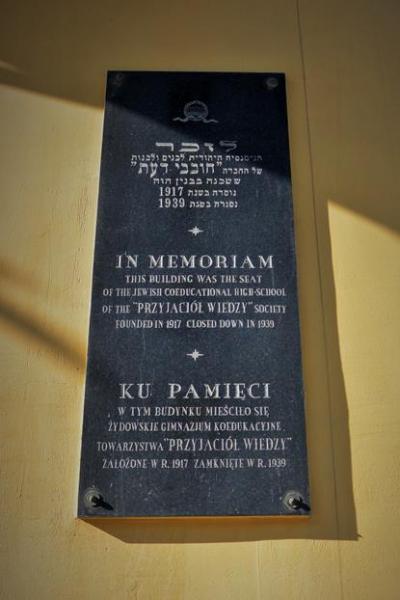 לזכר
הגימנסיה היהודית לבנים ולבנות
של החברה "חובבי דעת"
ששכנה בבנין הזה
נוסדה בשנת 1917
נסגרה בשנת 1939
IN MEMORIAM
THIS BUILDING WAS THE SEAT
OF THE JEWISH COEDUCATIONAL HIGH-SCHOOL
OF THE "PRZYJACIÓŁ WIEDZY" SOCIETY
FOUNDED IN 1917 CLOSED DOWN IN 1939
KU PAMIĘCI
W TYM BUDYNKU MIEŚCIŁO SIĘ
ŻYDOWSKIE GIMNAZJUM KOEDUKACYJNE
TOWARZYSTWA "PRZYJACIÓŁ WIEDZY"
ZAŁOŻONE W R. 1917 ZAMKNIĘTE W R. 1939